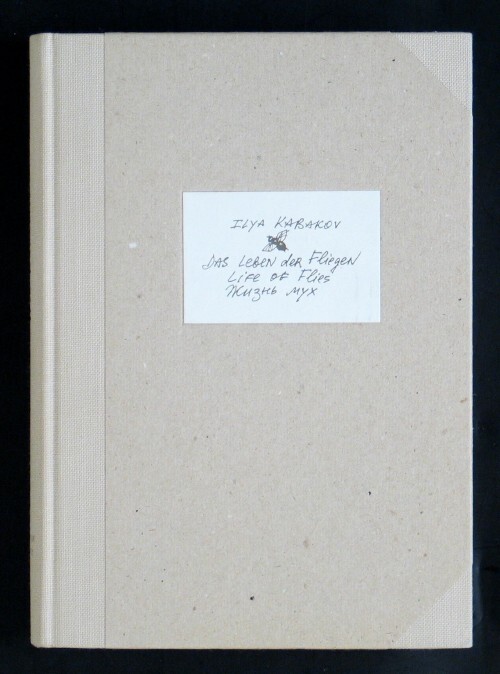 ILYA KABAKOV
Das Leben der Fliegen
Life of Flies
Жизнь мух